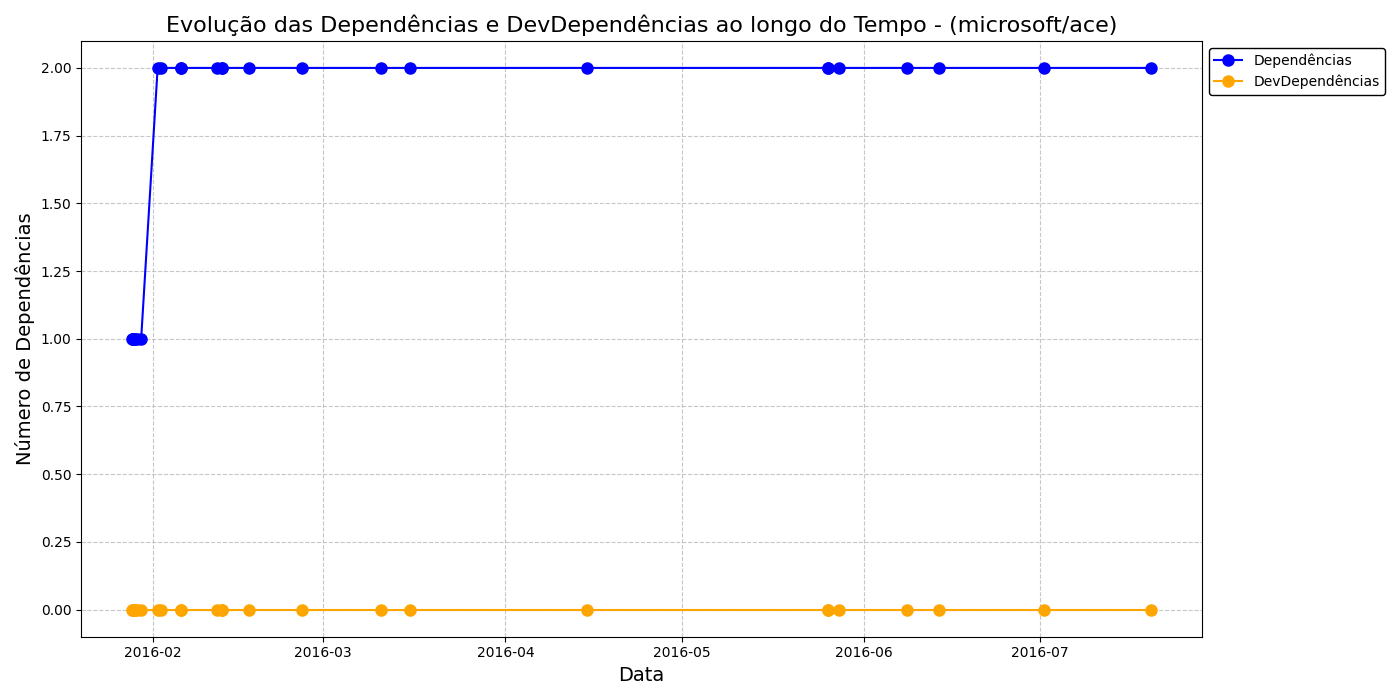 Evolução das Dependências e DevDependências ao longo do Tempo - (microsoft/ace)
Dependências
DevDependências
Número de Dependências
2.00
1.75
1.50
1.25
1.00
0.75
0.50
0.25
0.00
2016-02 2016-03 2016-04 2016-05 2016-06 2016-07
Data